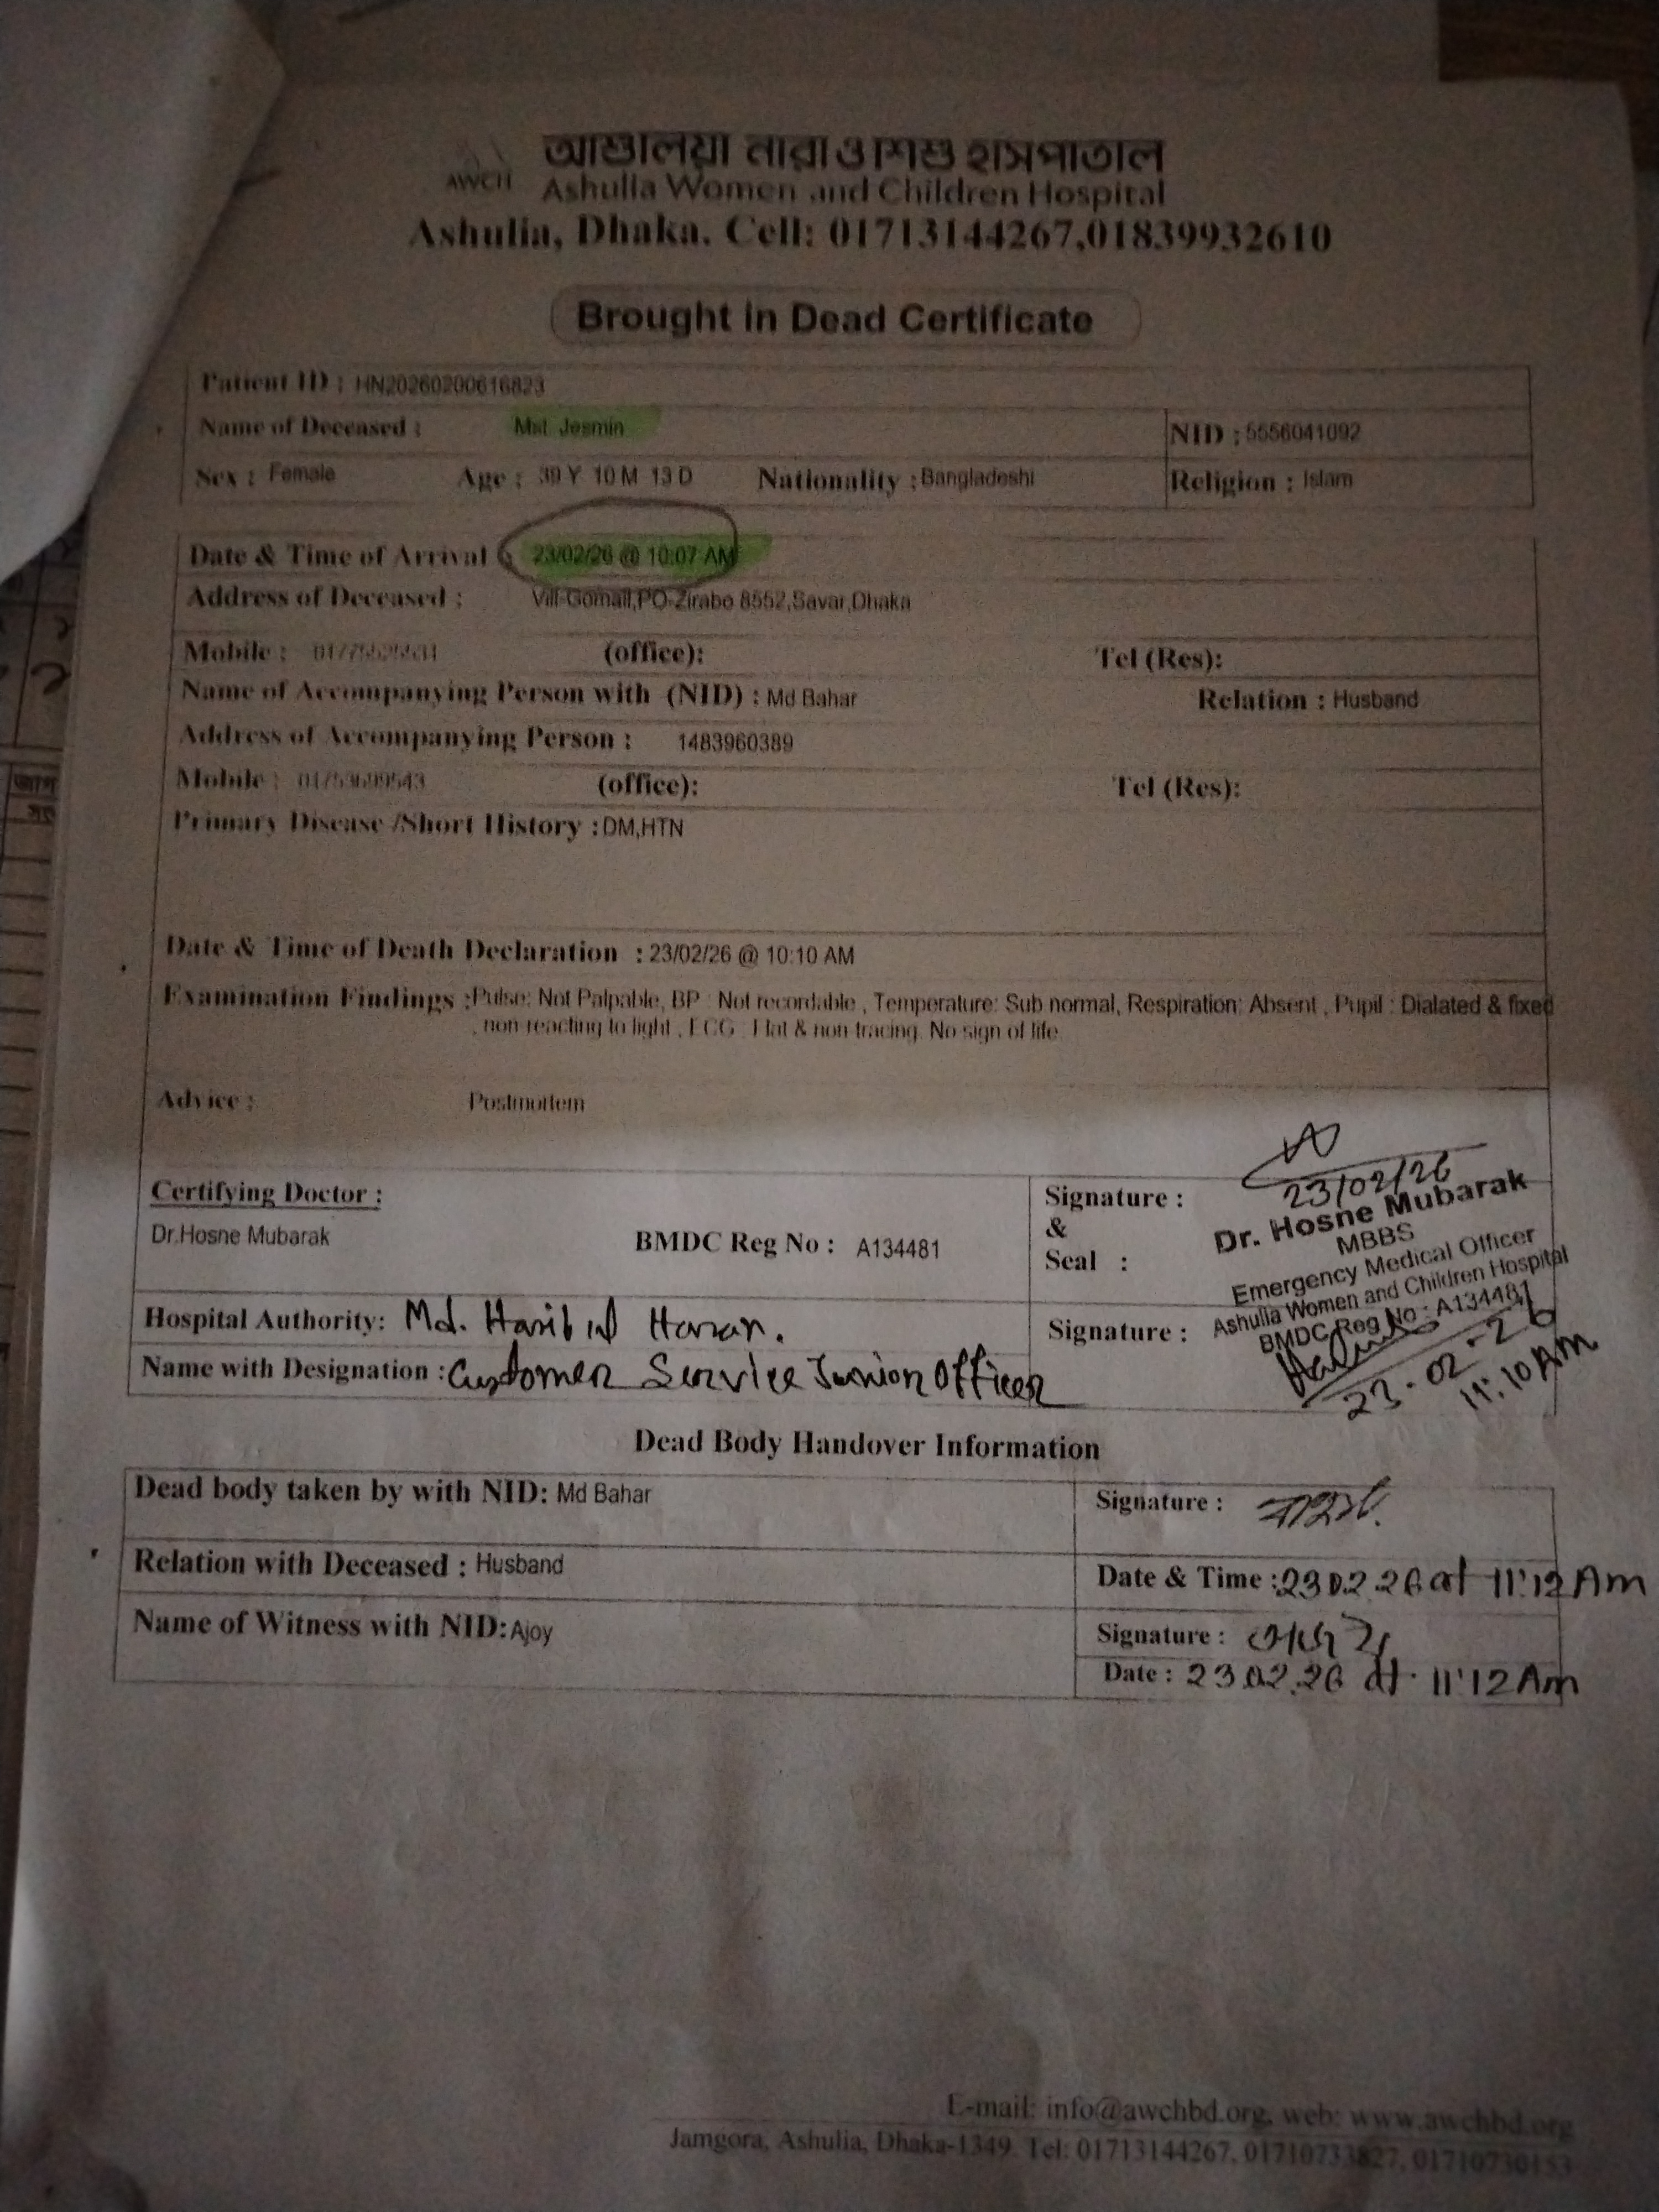 আশুলিয়া নারী ও শিশু হাসপাতাল
AWCH Ashulia Women and Children Hospital
Ashulia, Dhaka. Cell: 01713144267,01839932610
Brought in Dead Certificate
Patient ID : HN20260200616823
Name of Deceased : Mst. Jesmin NID : 5556041092
Sex : Female Age : 39 Y 10 M 13 D Nationality : Bangladeshi Religion : Islam
Date & Time of Arrival : 23/02/26 @ 10:07 AM
Address of Deceased : Vill-Gomail,PO-Zirabo 8552,Savar,Dhaka
Mobile : (office): Tel (Res):
Name of Accompanying Person with (NID) : Md Bahar Relation : Husband
Address of Accompanying Person : 1483960389
Mobile : (office): Tel (Res):
Primary Disease /Short History :DM,HTN
Date & Time of Death Declaration : 23/02/26 @ 10:10 AM
Examination Findings :Pulse: Not Palpable, BP : Not recordable , Temperature: Sub normal, Respiration: Absent , Pupil : Dialated & fixed
, non-reacting to light , ECG : Flat & non tracing. No sign of life.
Advice : Postmortem
23/02/26
Certifying Doctor : Signature :
Dr.Hosne Mubarak BMDC Reg No : A134481 & Seal :
Dr. Hosne Mubarak
MBBS
Emergency Medical Officer
Ashulia Women and Children Hospital
BMDC Reg No : A134481
Hospital Authority: Md. Hasib ul Hasan. Signature :
Name with Designation : Customer Service Junior Officer
23-02-26
11:10 AM
Dead Body Handover Information
Dead body taken by with NID: Md Bahar Signature : বাহার
Relation with Deceased : Husband Date & Time :23.02.26 at 11:12 Am
Name of Witness with NID: Ajoy Signature : অজয়
Date : 23.02.26 at 11:12 Am
E-mail: info@awchbd.org, web: www.awchbd.org
Jamgora, Ashulia, Dhaka-1349. Tel: 01713144267, 01710733827, 01710730153